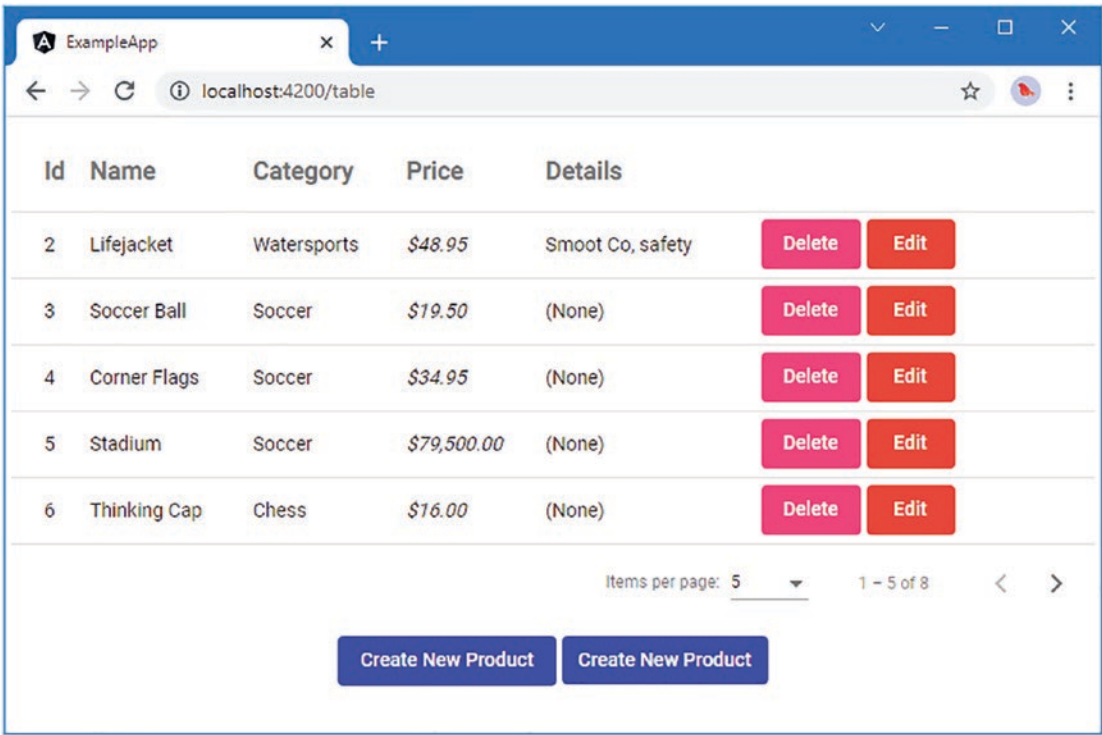 ExampleApp
localhost:4200/table
Id Name Category Price Details
2 Lifejacket Watersports $48.95 Smoot Co, safety Delete Edit
3 Soccer Ball Soccer $19.50 (None) Delete Edit
4 Corner Flags Soccer $34.95 (None) Delete Edit
5 Stadium Soccer $79,500.00 (None) Delete Edit
6 Thinking Cap Chess $16.00 (None) Delete Edit
Items per page: 5 1 – 5 of 8
Create New Product Create New Product